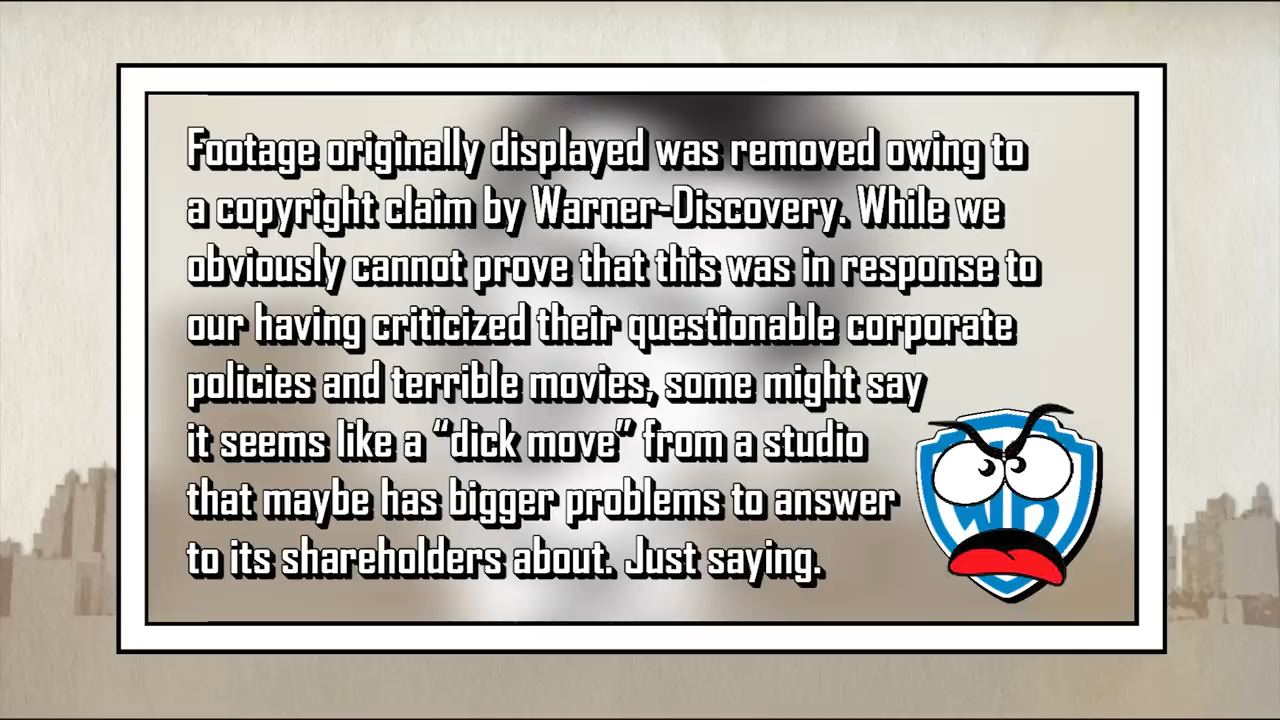 Footage originally displayed was removed owing to
a copyright claim by Warner-Discovery. While we
obviously cannot prove that this was in response to
our having criticized their questionable corporate
policies and terrible movies, some might say
it seems like a “dick move” from a studio
that maybe has bigger problems to answer
to its shareholders about. Just saying.
WB